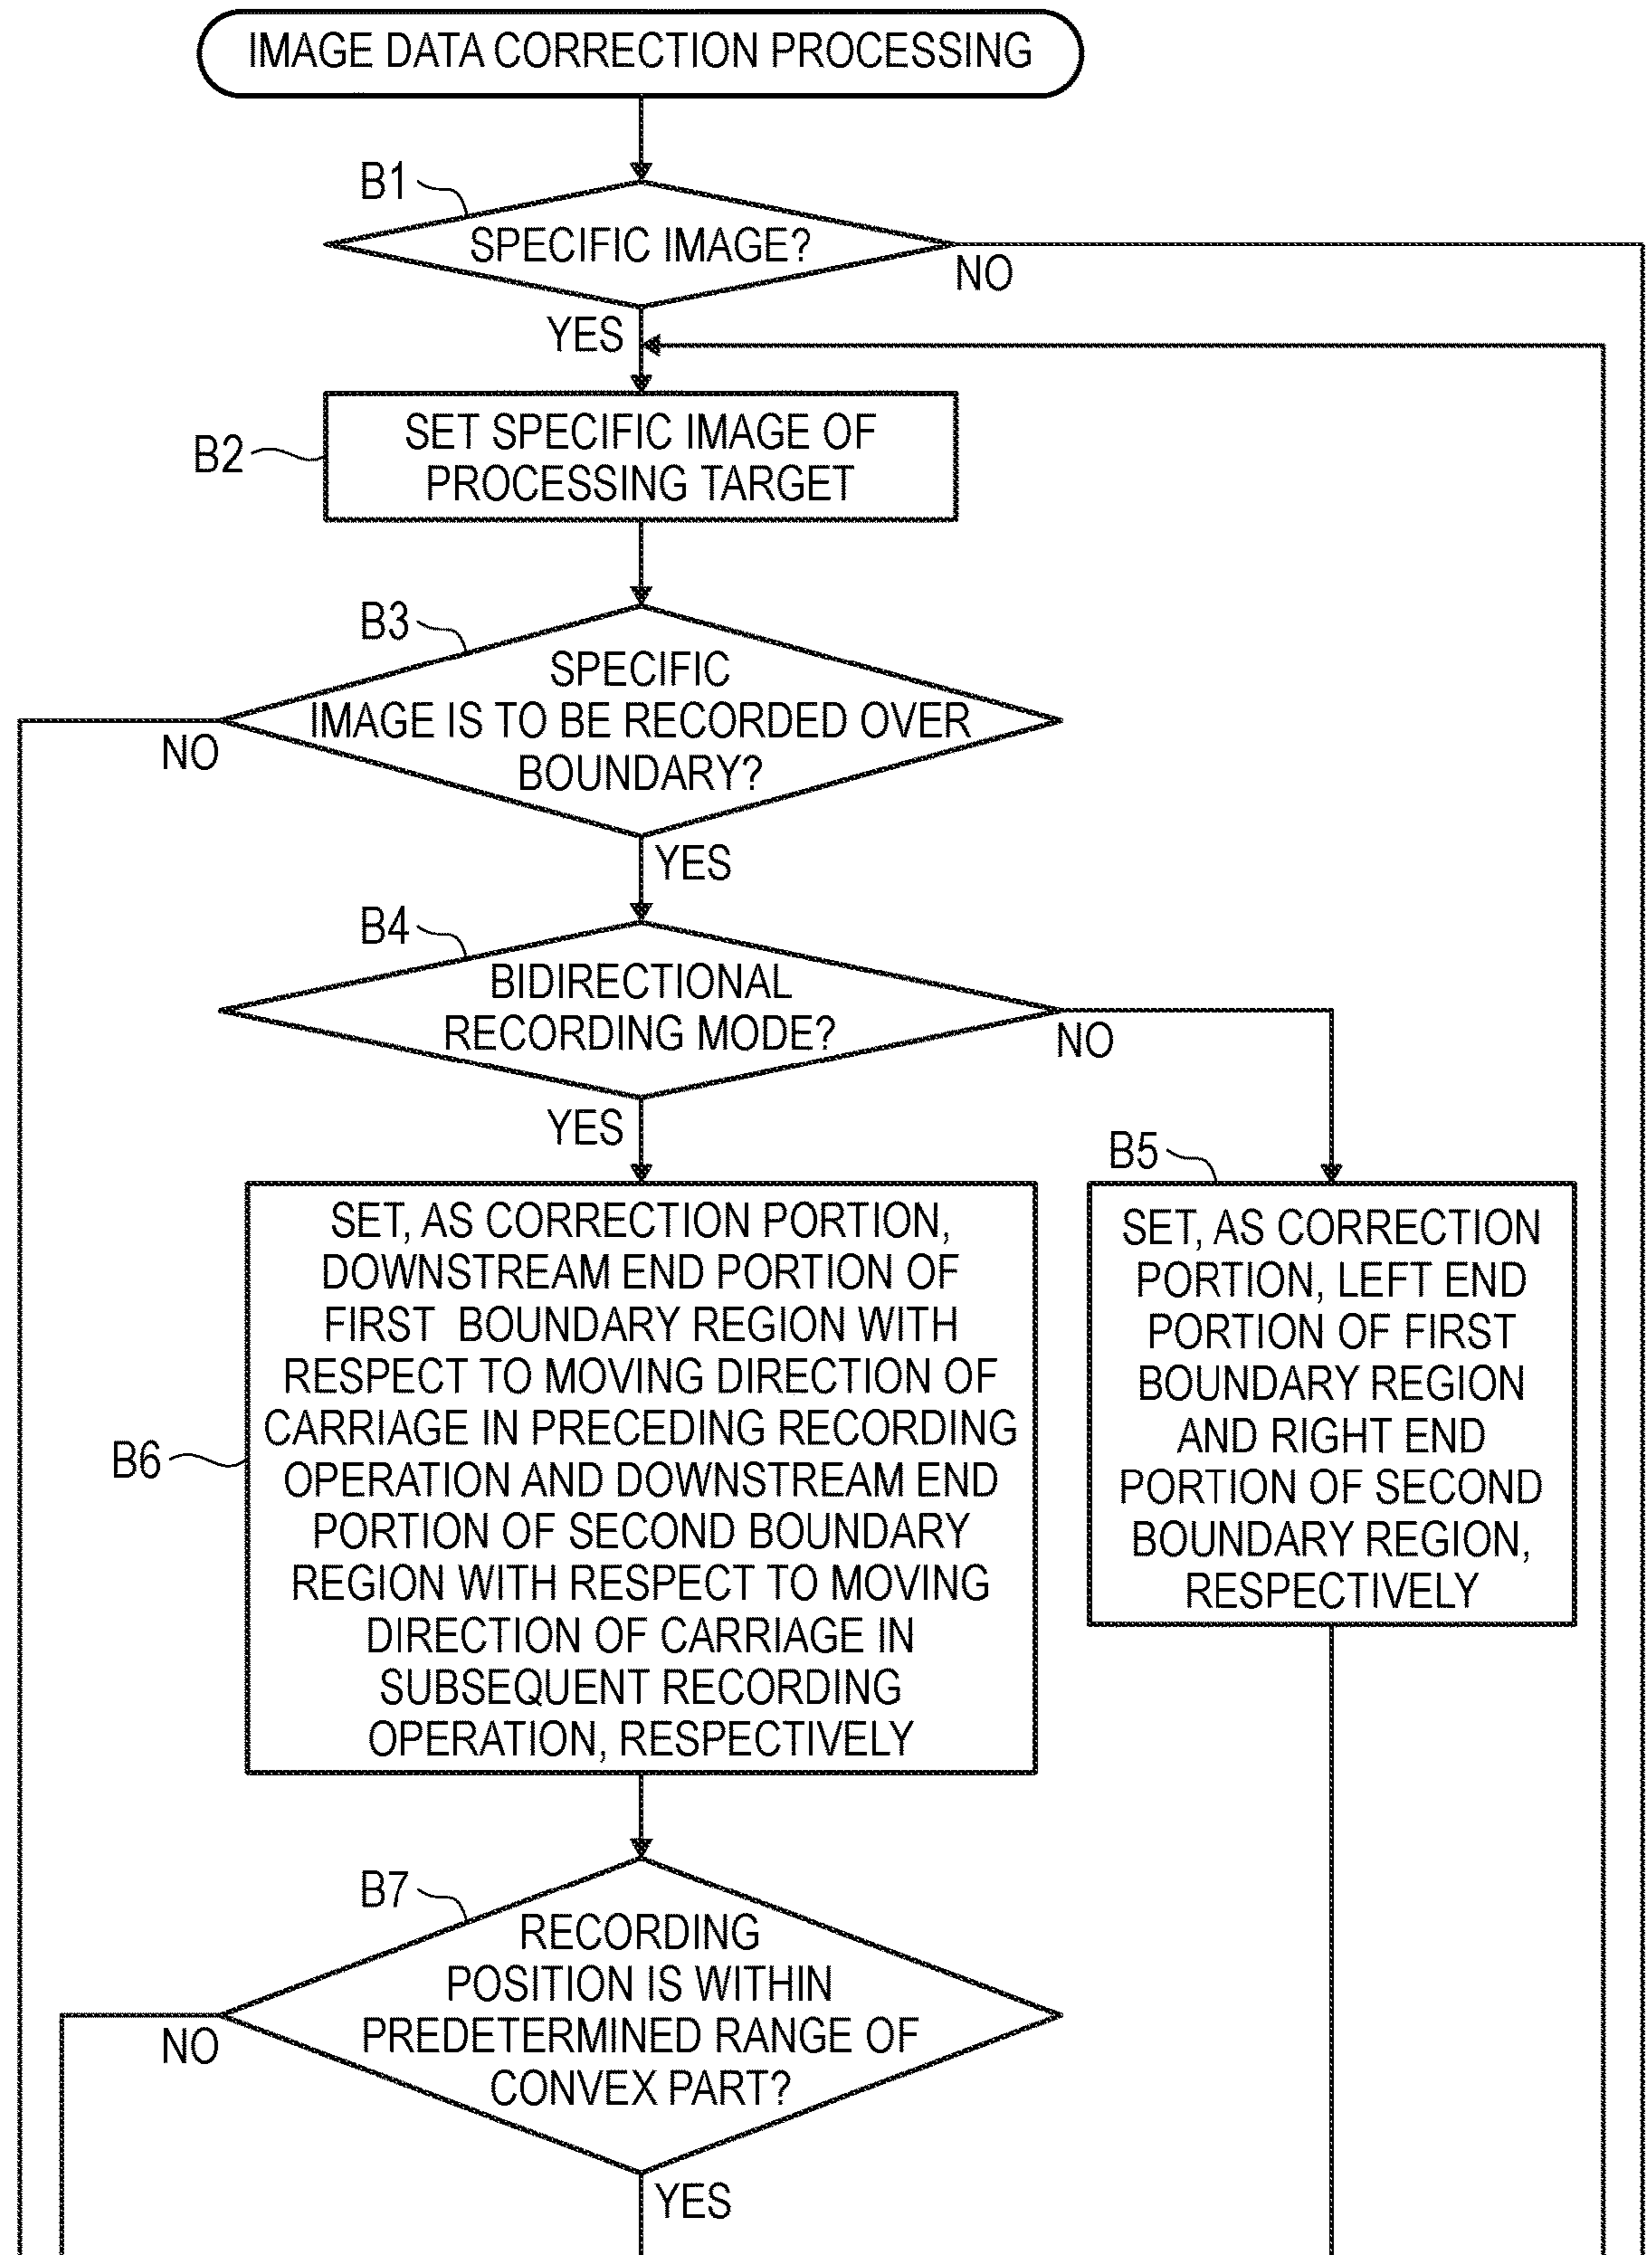 IMAGE DATA CORRECTION PROCESSING
B1
SPECIFIC IMAGE?
NO
YES
B2
SET SPECIFIC IMAGE OF
PROCESSING TARGET
B3
SPECIFIC
IMAGE IS TO BE RECORDED OVER
BOUNDARY?
NO
YES
B4
BIDIRECTIONAL
RECORDING MODE?
NO
YES
B5
SET, AS CORRECTION
PORTION, LEFT END
PORTION OF FIRST
BOUNDARY REGION
AND RIGHT END
PORTION OF SECOND
BOUNDARY REGION,
RESPECTIVELY
B6
SET, AS CORRECTION PORTION,
DOWNSTREAM END PORTION OF
FIRST BOUNDARY REGION WITH
RESPECT TO MOVING DIRECTION OF
CARRIAGE IN PRECEDING RECORDING
OPERATION AND DOWNSTREAM END
PORTION OF SECOND BOUNDARY
REGION WITH RESPECT TO MOVING
DIRECTION OF CARRIAGE IN
SUBSEQUENT RECORDING
OPERATION, RESPECTIVELY
B7
RECORDING
POSITION IS WITHIN
PREDETERMINED RANGE OF
CONVEX PART?
NO
YES